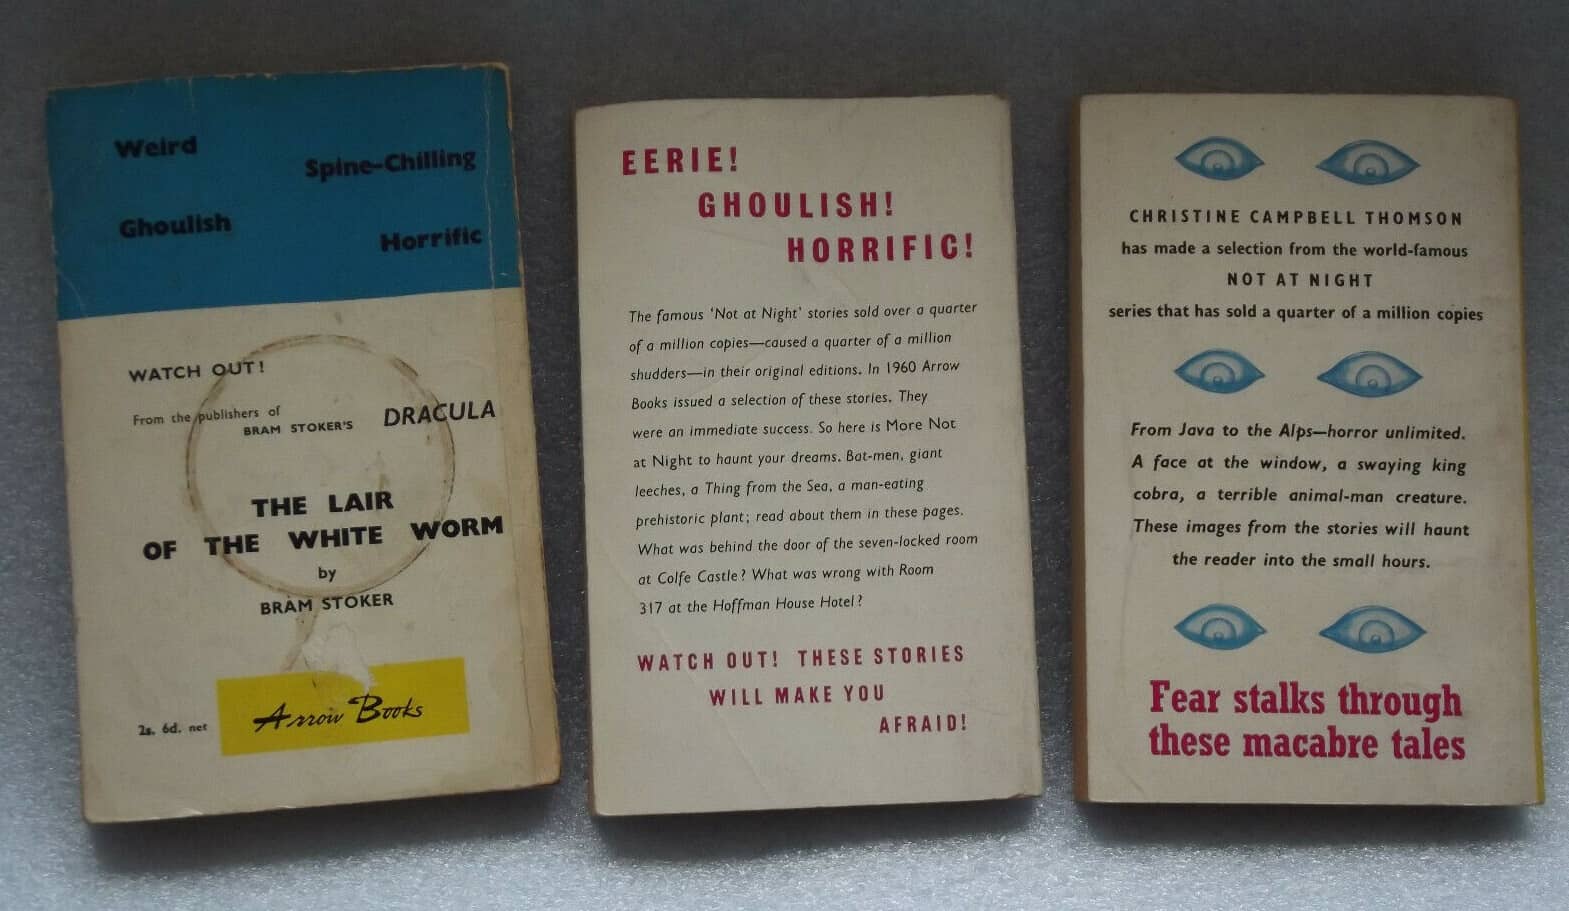 Weird
Spine-Chilling
Ghoulish
Horrific
WATCH OUT!
From the publishers of
BRAM STOKER'S DRACULA
THE LAIR
OF THE WHITE WORM
by
BRAM STOKER
2s. 6d. net
Arrow Books
EERIE!
GHOULISH!
HORRIFIC!
The famous 'Not at Night' stories sold over a quarter
of a million copies—caused a quarter of a million
shudders—in their original editions. In 1960 Arrow
Books issued a selection of these stories. They
were an immediate success. So here is More Not
at Night to haunt your dreams. Bat-men, giant
leeches, a Thing from the Sea, a man-eating
prehistoric plant; read about them in these pages.
What was behind the door of the seven-locked room
at Colfe Castle? What was wrong with Room
317 at the Hoffman House Hotel?
WATCH OUT! THESE STORIES
WILL MAKE YOU
AFRAID!
CHRISTINE CAMPBELL THOMSON
has made a selection from the world-famous
NOT AT NIGHT
series that has sold a quarter of a million copies
From Java to the Alps—horror unlimited.
A face at the window, a swaying king
cobra, a terrible animal-man creature.
These images from the stories will haunt
the reader into the small hours.
Fear stalks through
these macabre tales